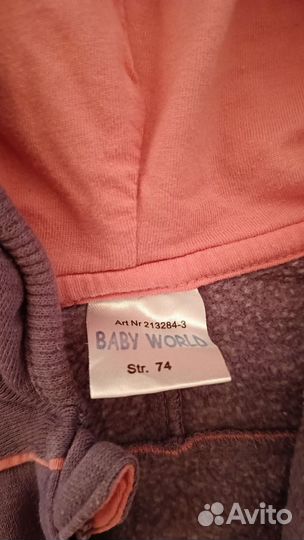 Art Nr 213284-3
BABY WORLD
Str. 74
Avito